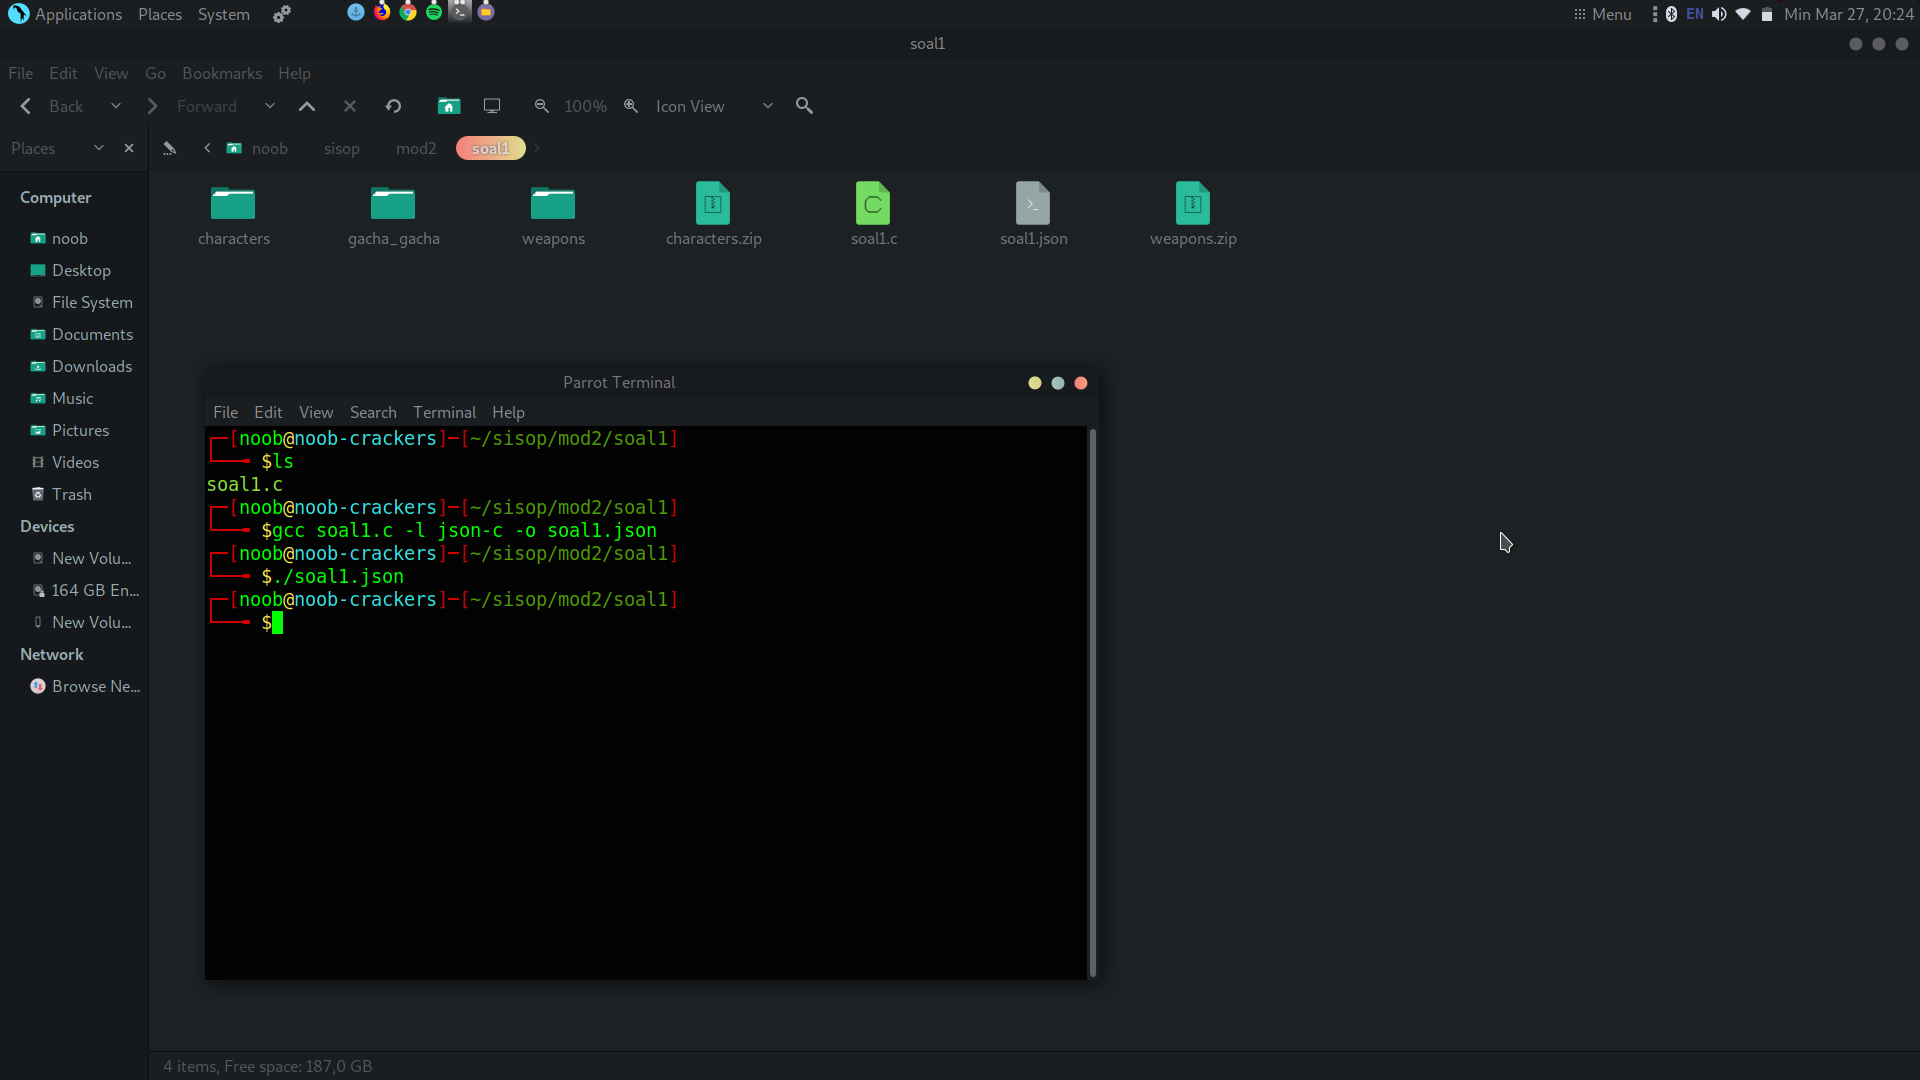 Applications Places System Menu EN Min Mar 27, 20:24
soal1
File Edit View Go Bookmarks Help
Back Forward 100% Icon View
Places noob sisop mod2 soal1
Computer
noob
Desktop
File System
Documents
Downloads
Music
Pictures
Videos
Trash
Devices
New Volu...
164 GB En...
New Volu...
Network
Browse Ne...
characters gacha_gacha weapons characters.zip soal1.c soal1.json weapons.zip
Parrot Terminal
File Edit View Search Terminal Help
[noob@noob-crackers]─[~/sisop/mod2/soal1]
$ls
soal1.c
[noob@noob-crackers]─[~/sisop/mod2/soal1]
$gcc soal1.c -l json-c -o soal1.json
[noob@noob-crackers]─[~/sisop/mod2/soal1]
$./soal1.json
[noob@noob-crackers]─[~/sisop/mod2/soal1]
$
4 items, Free space: 187,0 GB